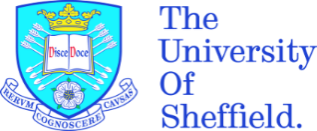 Disce Doce
RERVM
COGNOSCERE
CAVSAS
The
University
Of
Sheffield.